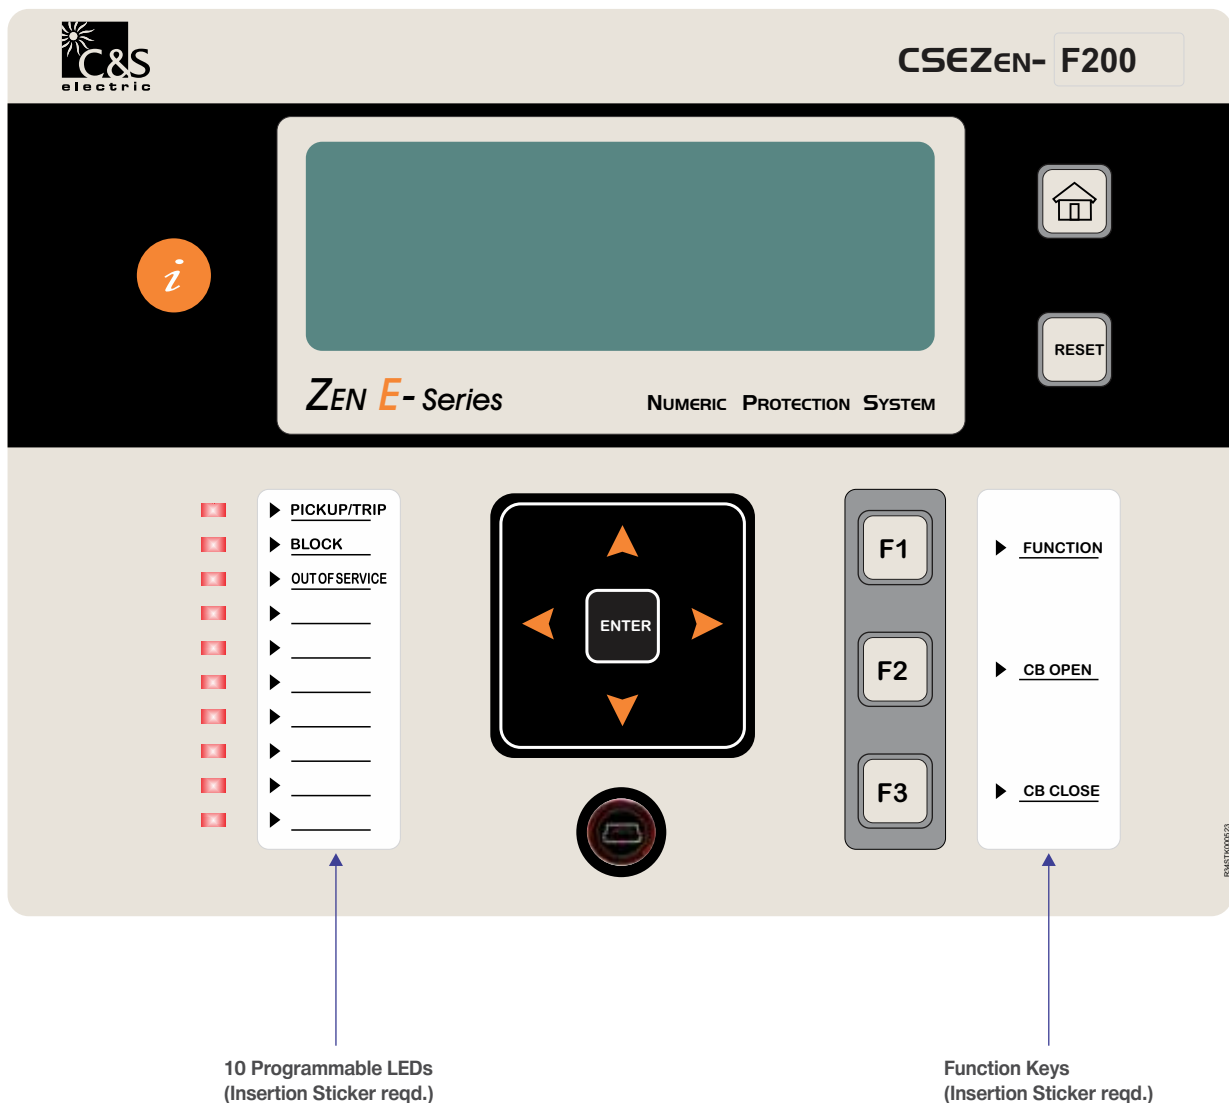 C&S
electric
CSEZEN- F200
i
RESET
ZEN E- Series
NUMERIC PROTECTION SYSTEM
PICKUP/TRIP
BLOCK
OUT OF SERVICE
ENTER
F1
FUNCTION
F2
CB OPEN
F3
CB CLOSE
R34STK000523
10 Programmable LEDs
(Insertion Sticker reqd.)
Function Keys
(Insertion Sticker reqd.)